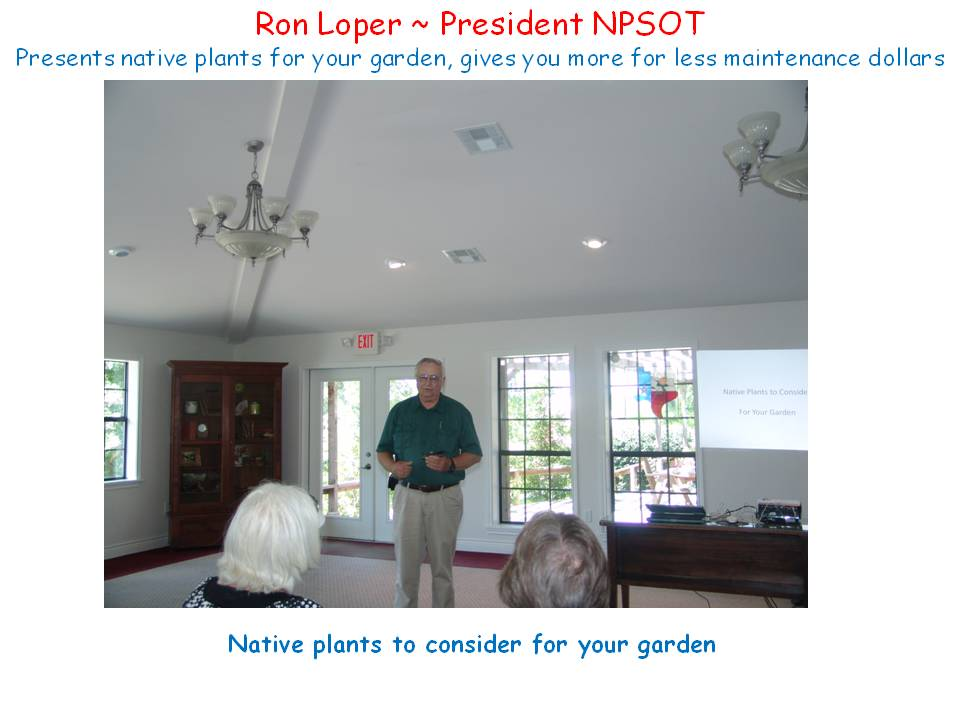 Ron Loper ~ President NPSOT
Presents native plants for your garden, gives you more for less maintenance dollars
EXIT
Native Plants to Conside
For Your Garden
Native plants to consider for your garden